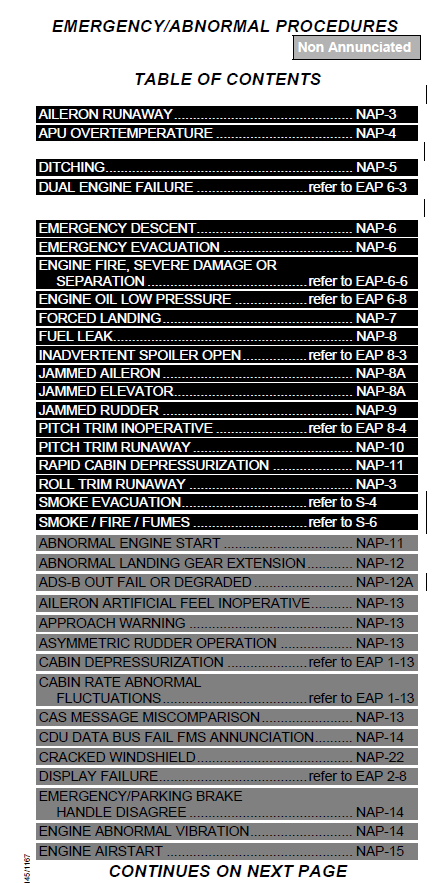 EMERGENCY/ABNORMAL PROCEDURES
Non Annunciated
TABLE OF CONTENTS
AILERON RUNAWAY............................................ NAP-3
APU OVERTEMPERATURE .................................. NAP-4
DITCHING............................................................. NAP-5
DUAL ENGINE FAILURE ...........................refer to EAP 6-3
EMERGENCY DESCENT....................................... NAP-6
EMERGENCY EVACUATION ................................ NAP-6
ENGINE FIRE, SEVERE DAMAGE OR
SEPARATION .......................................refer to EAP-6-6
ENGINE OIL LOW PRESSURE ..................refer to EAP 6-8
FORCED LANDING............................................... NAP-7
FUEL LEAK........................................................... NAP-8
INADVERTENT SPOILER OPEN................refer to EAP 8-3
JAMMED AILERON ............................................... NAP-8A
JAMMED ELEVATOR............................................ NAP-8A
JAMMED RUDDER ............................................... NAP-9
PITCH TRIM INOPERATIVE .......................refer to EAP 8-4
PITCH TRIM RUNAWAY ....................................... NAP-10
RAPID CABIN DEPRESSURIZATION ................... NAP-11
ROLL TRIM RUNAWAY ........................................ NAP-3
SMOKE EVACUATION...............................refer to S-4
SMOKE / FIRE / FUMES ............................refer to S-6
ABNORMAL ENGINE START ................................ NAP-11
ABNORMAL LANDING GEAR EXTENSION........... NAP-12
ADS-B OUT FAIL OR DEGRADED........................ NAP-12A
AILERON ARTIFICIAL FEEL INOPERATIVE.......... NAP-13
APPROACH WARNING ........................................ NAP-13
ASYMMETRIC RUDDER OPERATION ................. NAP-13
CABIN DEPRESSURIZATION ...................refer to EAP 1-13
CABIN RATE ABNORMAL
FLUCTUATIONS...................................refer to EAP 1-13
CAS MESSAGE MISCOMPARISON...................... NAP-13
CDU DATA BUS FAIL FMS ANNUNCIATION......... NAP-14
CRACKED WINDSHIELD...................................... NAP-22
DISPLAY FAILURE....................................refer to EAP 2-8
EMERGENCY/PARKING BRAKE
HANDLE DISAGREE ......................................... NAP-14
ENGINE ABNORMAL VIBRATION......................... NAP-14
ENGINE AIRSTART .............................................. NAP-15
CONTINUES ON NEXT PAGE
145/1167